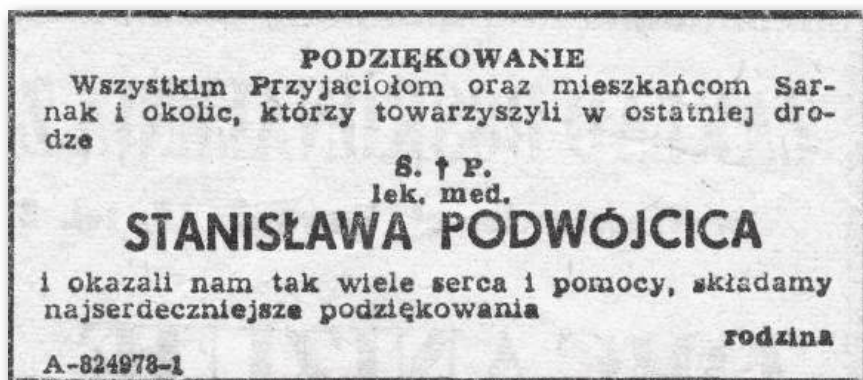 PODZIĘKOWANIE
Wszystkim Przyjaciołom oraz mieszkańcom Sar-
nak i okolic, którzy towarzyszyli w ostatniej dro-
dze
Ś. † P.
lek. med.
STANISŁAWA PODWÓJCICA
i okazali nam tak wiele serca i pomocy, składamy
najserdeczniejsze podziękowania
rodzina
A-824978-1